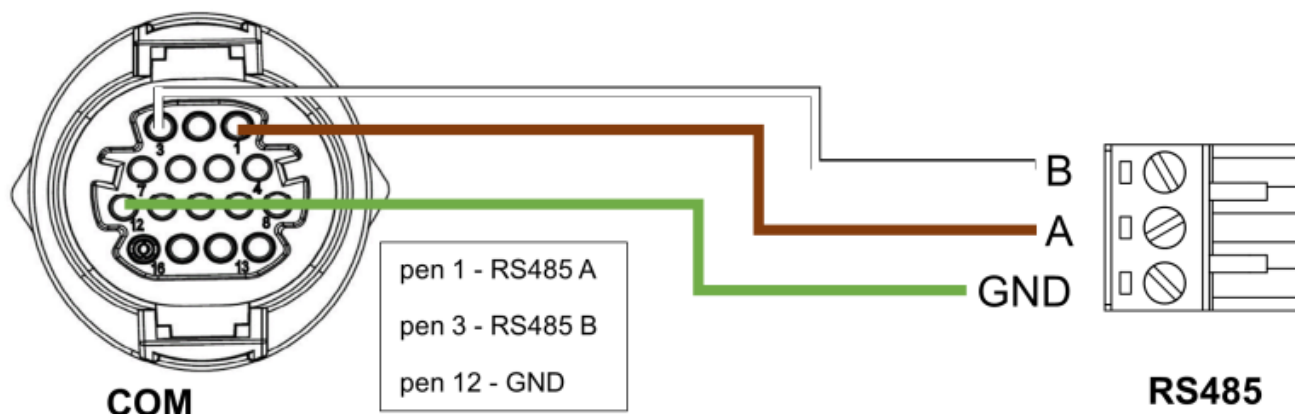 3
1
7
4
12
8
16
13
B
A
GND
pen 1 - RS485 A
pen 3 - RS485 B
pen 12 - GND
COM
RS485